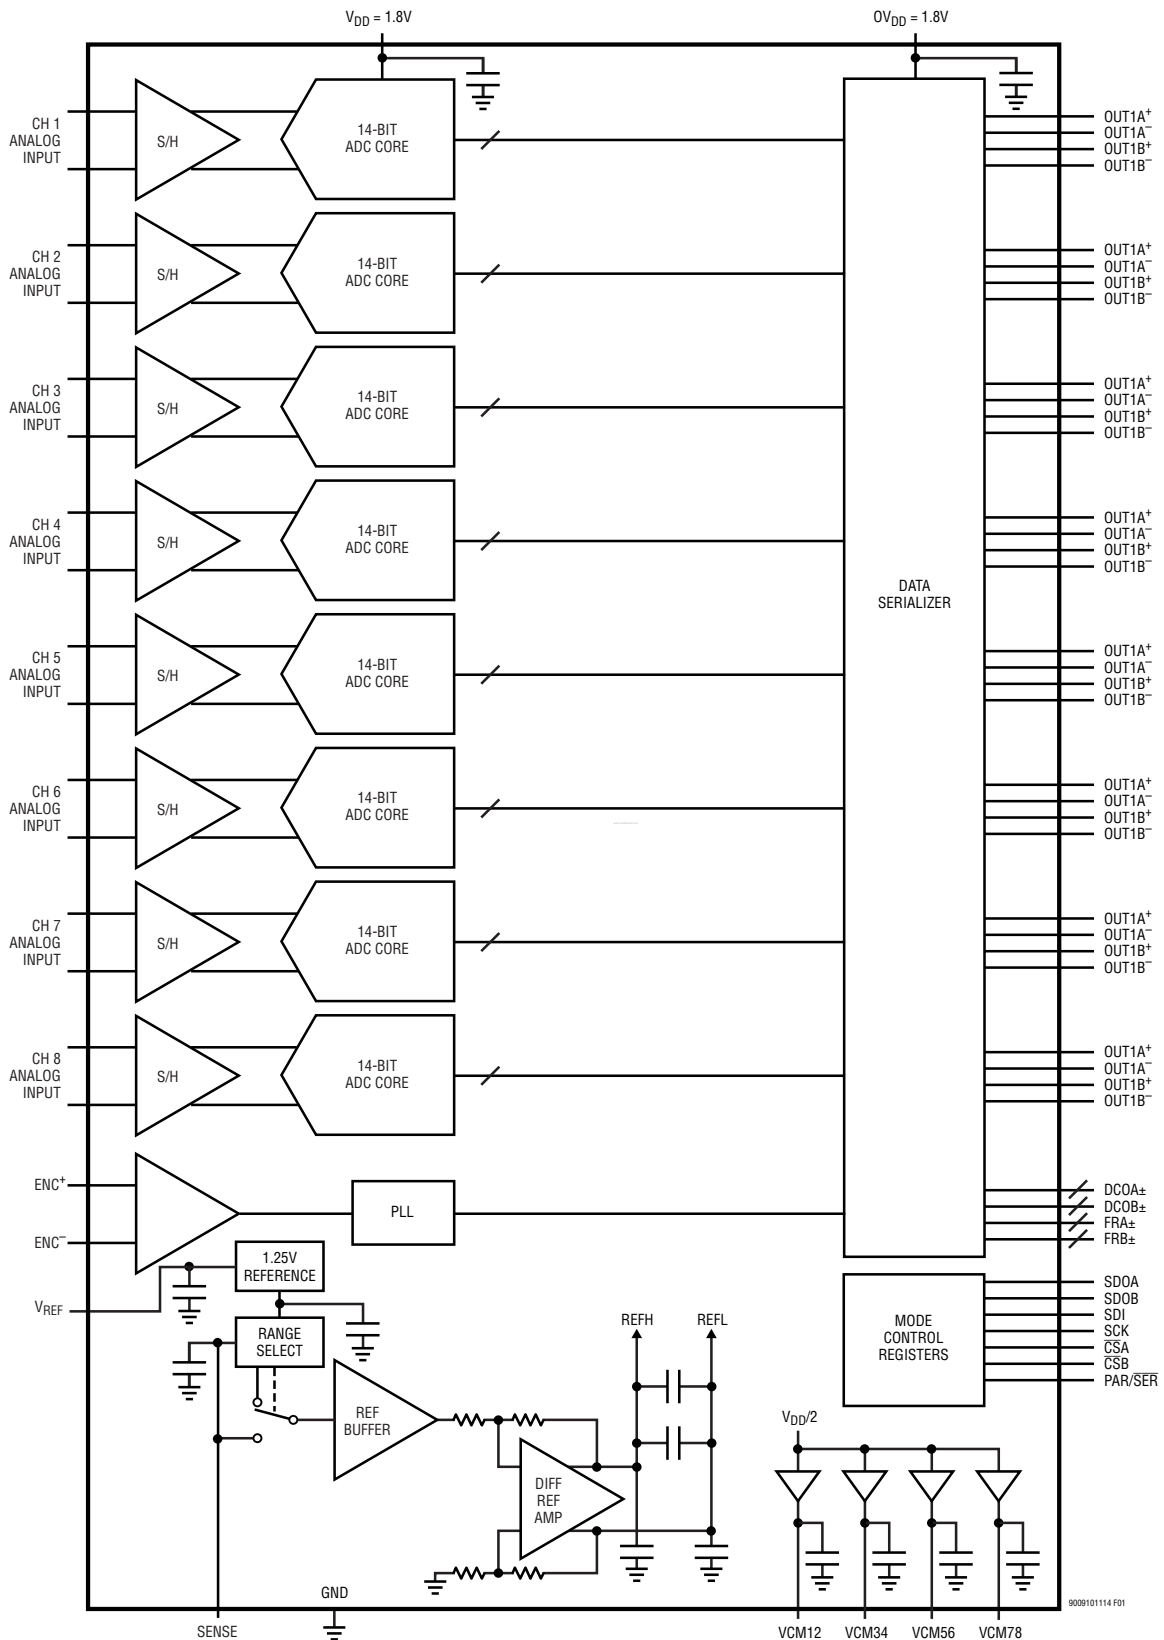 V_DD = 1.8V
OV_DD = 1.8V
CH 1
ANALOG
INPUT
S/H
14-BIT
ADC CORE
OUT1A⁺
OUT1A⁻
OUT1B⁺
OUT1B⁻
CH 2
ANALOG
INPUT
S/H
14-BIT
ADC CORE
OUT1A⁺
OUT1A⁻
OUT1B⁺
OUT1B⁻
CH 3
ANALOG
INPUT
S/H
14-BIT
ADC CORE
OUT1A⁺
OUT1A⁻
OUT1B⁺
OUT1B⁻
CH 4
ANALOG
INPUT
S/H
14-BIT
ADC CORE
OUT1A⁺
OUT1A⁻
OUT1B⁺
OUT1B⁻
DATA
SERIALIZER
CH 5
ANALOG
INPUT
S/H
14-BIT
ADC CORE
OUT1A⁺
OUT1A⁻
OUT1B⁺
OUT1B⁻
CH 6
ANALOG
INPUT
S/H
14-BIT
ADC CORE
OUT1A⁺
OUT1A⁻
OUT1B⁺
OUT1B⁻
CH 7
ANALOG
INPUT
S/H
14-BIT
ADC CORE
OUT1A⁺
OUT1A⁻
OUT1B⁺
OUT1B⁻
CH 8
ANALOG
INPUT
S/H
14-BIT
ADC CORE
OUT1A⁺
OUT1A⁻
OUT1B⁺
OUT1B⁻
ENC⁺
ENC⁻
PLL
DCOA±
DCOB±
FRA±
FRB±
1.25V
REFERENCE
V_REF
RANGE
SELECT
REFH
REFL
MODE
CONTROL
REGISTERS
SDOA
SDOB
SDI
SCK
C̅S̅A
C̅S̅B
PAR/S̅E̅R̅
REF
BUFFER
V_DD/2
DIFF
REF
AMP
GND
SENSE
VCM12
VCM34
VCM56
VCM78
9009101114 F01